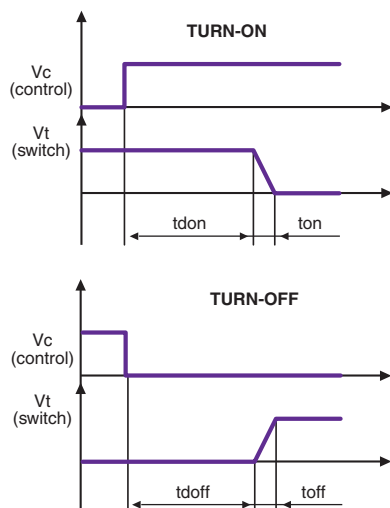 TURN-ON
Vc
(control)
Vt
(switch)
tdon ton
TURN-OFF
Vc
(control)
Vt
(switch)
tdoff toff